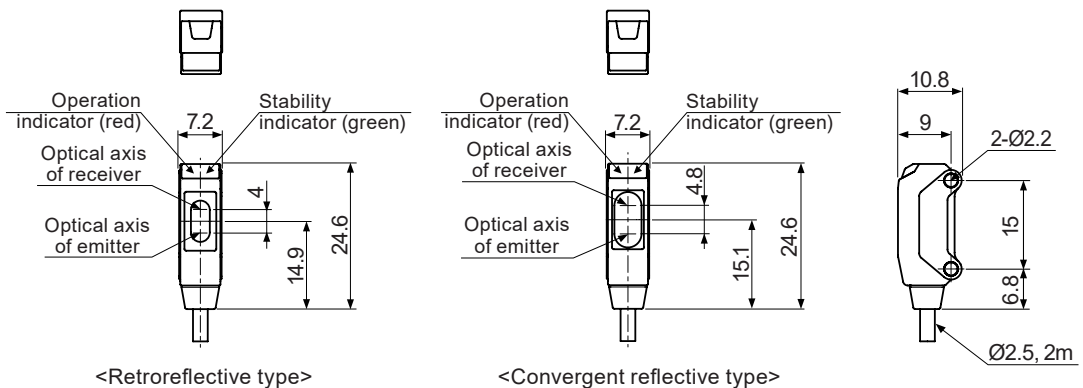 Operation
indicator (red)
7.2
Stability
indicator (green)
Optical axis
of receiver
4
Optical axis
of emitter
14.9
24.6
<Retroreflective type>
Operation
indicator (red)
7.2
Stability
indicator (green)
Optical axis
of receiver
4.8
Optical axis
of emitter
15.1
24.6
<Convergent reflective type>
10.8
9
2-Ø2.2
15
6.8
Ø2.5, 2m